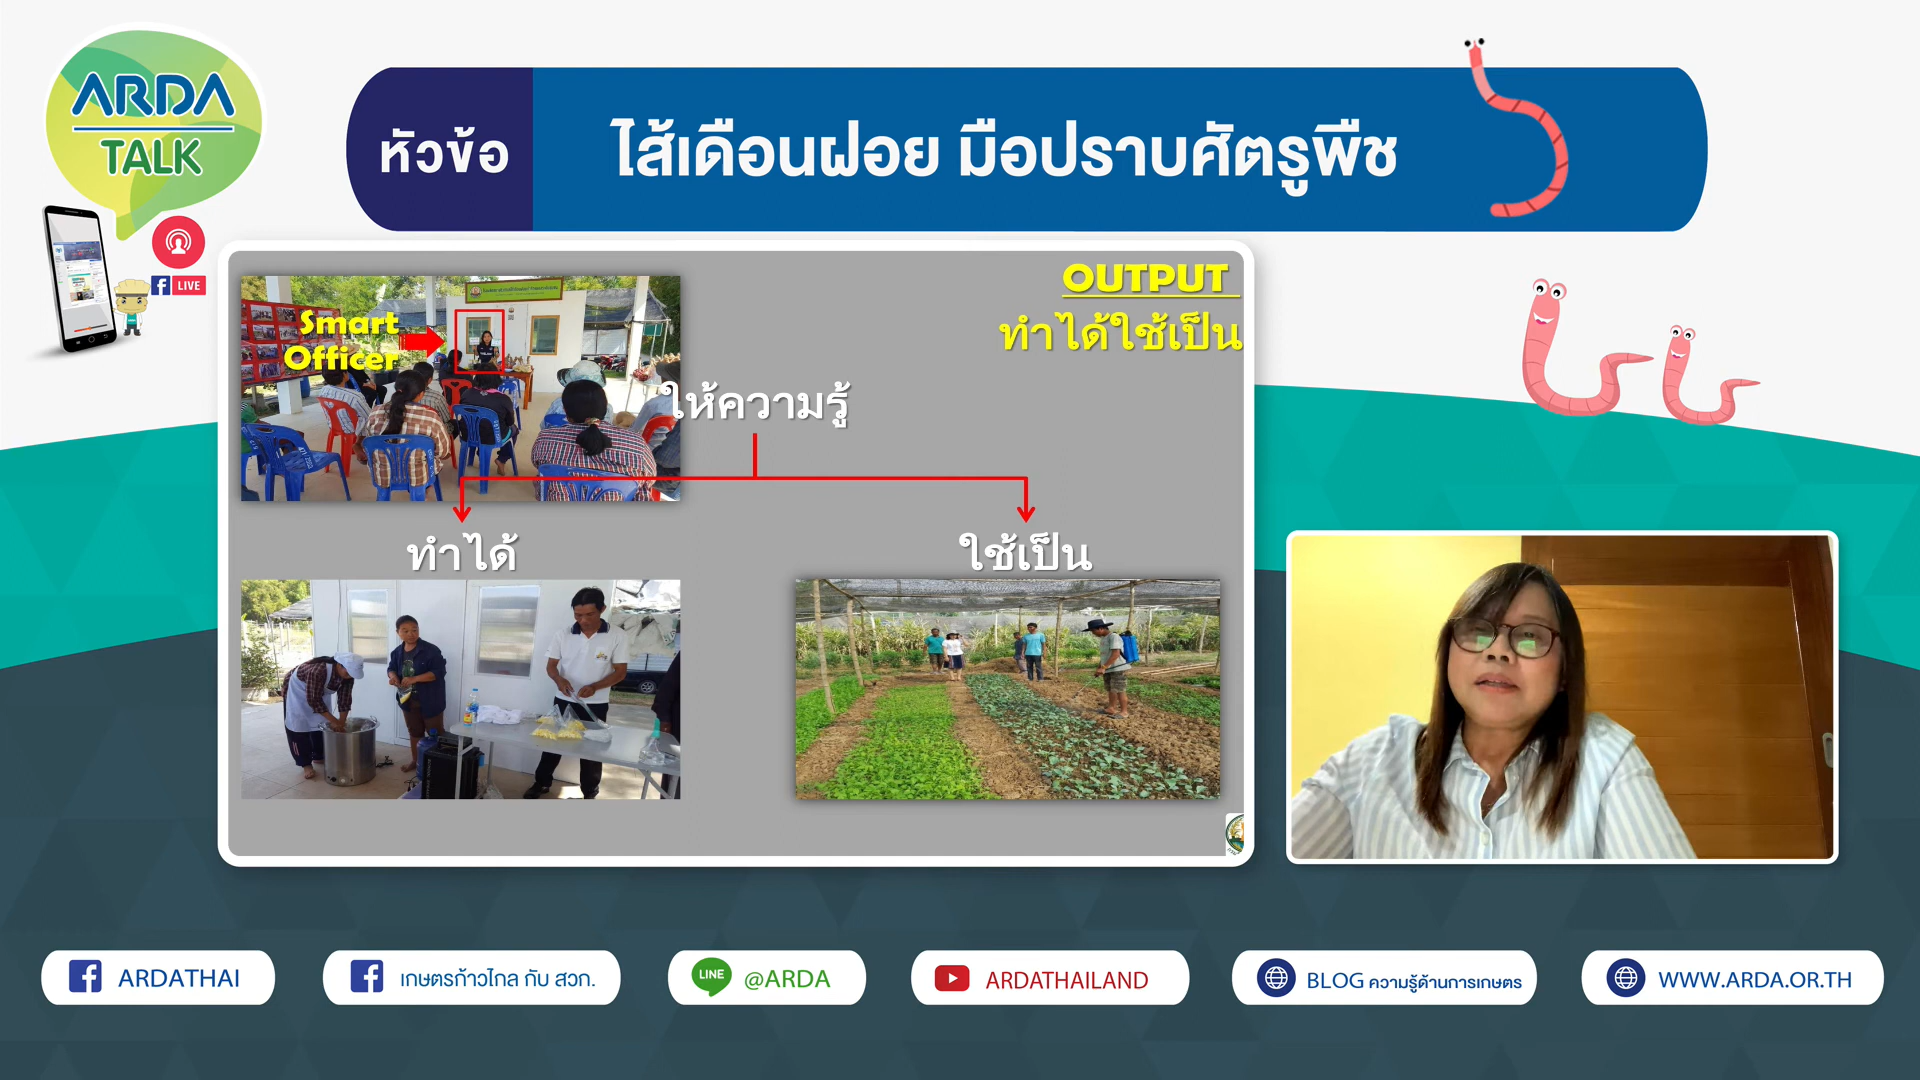 ARDA
TALK
LIVE
หัวข้อ
ไส้เดือนฝอย มือปราบศัตรูพืช
OUTPUT
ทำได้ใช้เป็น
Smart
Officer
ให้ความรู้
ทำได้
ใช้เป็น
ARDATHAI
เกษตรก้าวไกล กับ สวก.
LINE
@ARDA
ARDATHAILAND
BLOG ความรู้ด้านการเกษตร
WWW.ARDA.OR.TH